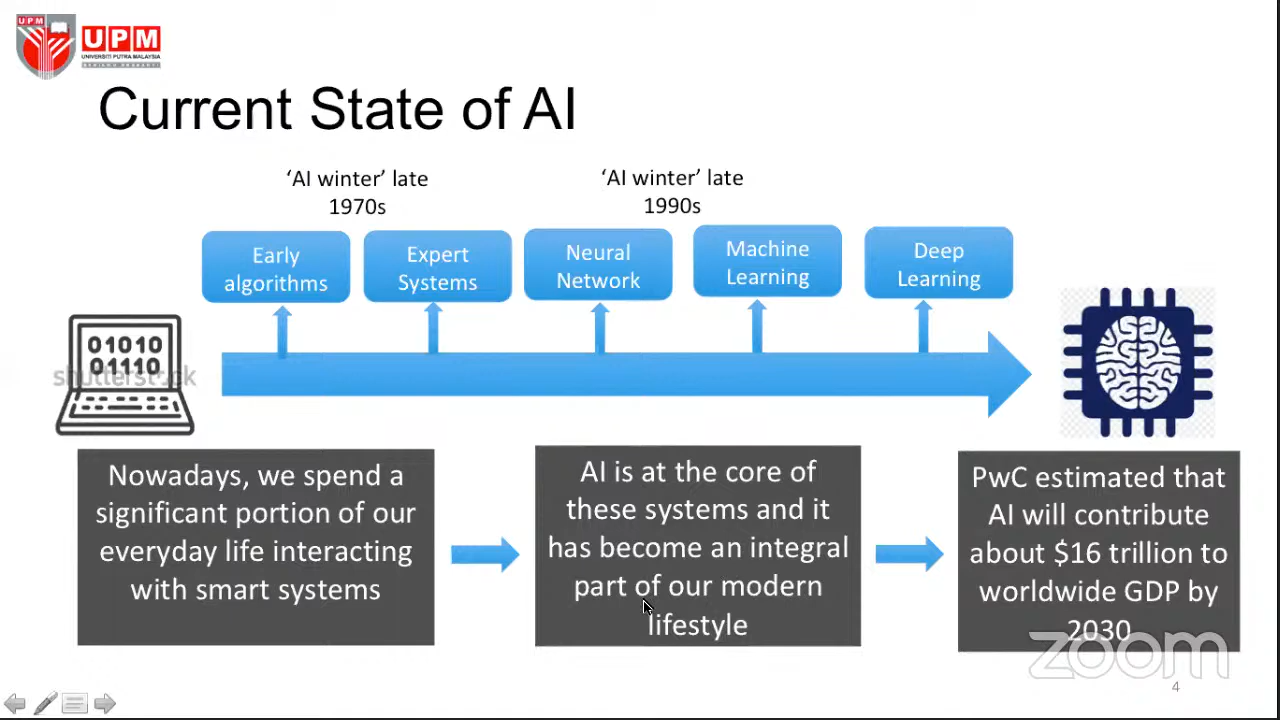 UPM
UPM
UNIVERSITI PUTRA MALAYSIA
Current State of AI
‘AI winter’ late
1970s
‘AI winter’ late
1990s
Early
algorithms
Expert
Systems
Neural
Network
Machine
Learning
Deep
Learning
01010
01110
shutterstock
Nowadays, we spend a
significant portion of our
everyday life interacting
with smart systems
AI is at the core of
these systems and it
has become an integral
part of our modern
lifestyle
PwC estimated that
AI will contribute
about $16 trillion to
worldwide GDP by
2030
zoom
4